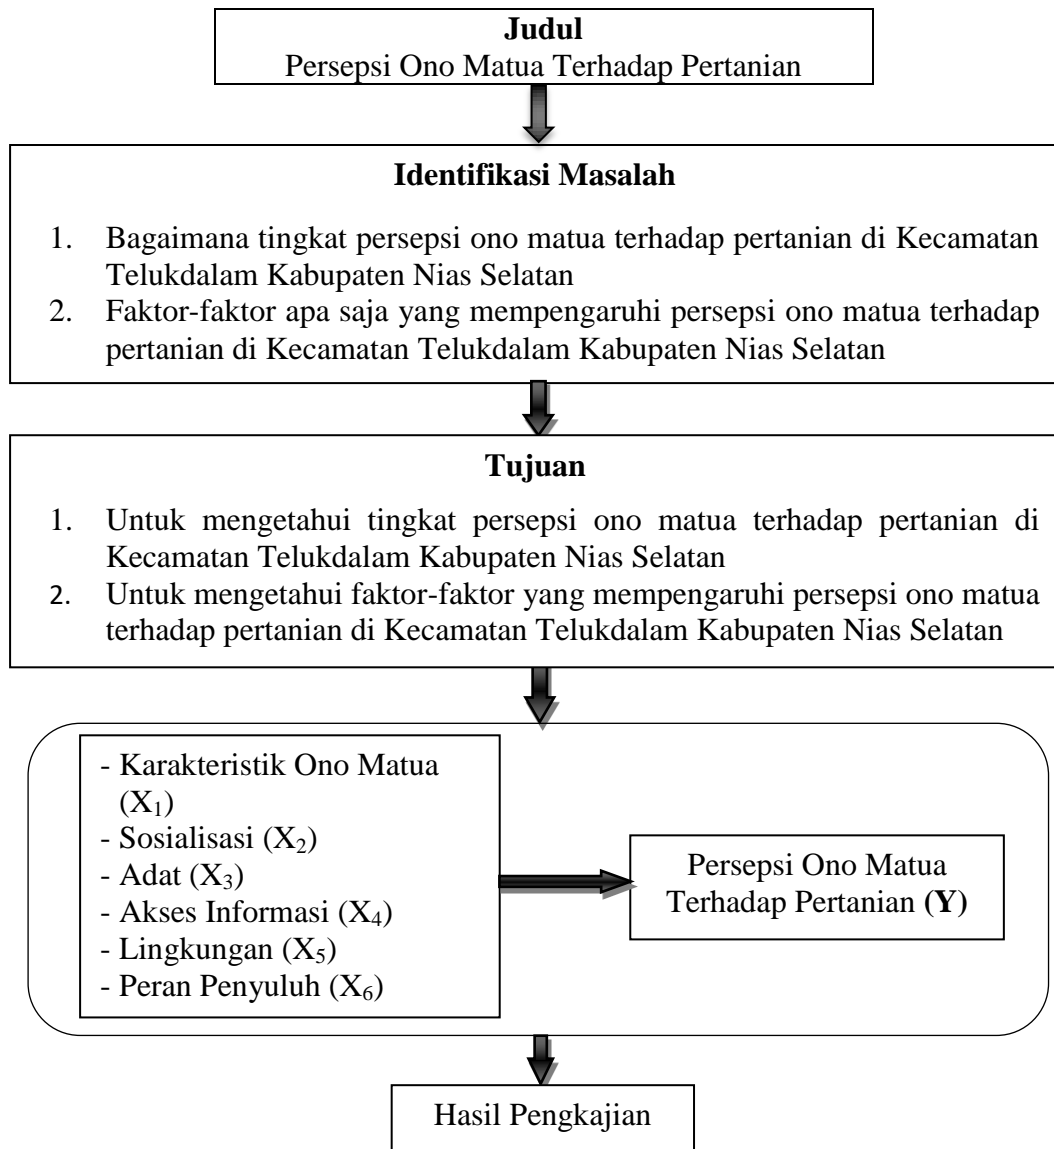 Judul
Persepsi Ono Matua Terhadap Pertanian
Identifikasi Masalah
1. Bagaimana tingkat persepsi ono matua terhadap pertanian di Kecamatan
Telukdalam Kabupaten Nias Selatan
2. Faktor-faktor apa saja yang mempengaruhi persepsi ono matua terhadap
pertanian di Kecamatan Telukdalam Kabupaten Nias Selatan
Tujuan
1. Untuk mengetahui tingkat persepsi ono matua terhadap pertanian di
Kecamatan Telukdalam Kabupaten Nias Selatan
2. Untuk mengetahui faktor-faktor yang mempengaruhi persepsi ono matua
terhadap pertanian di Kecamatan Telukdalam Kabupaten Nias Selatan
- Karakteristik Ono Matua
(X₁)
- Sosialisasi (X₂)
- Adat (X₃)
- Akses Informasi (X₄)
- Lingkungan (X₅)
- Peran Penyuluh (X₆)
Persepsi Ono Matua
Terhadap Pertanian (Y)
Hasil Pengkajian